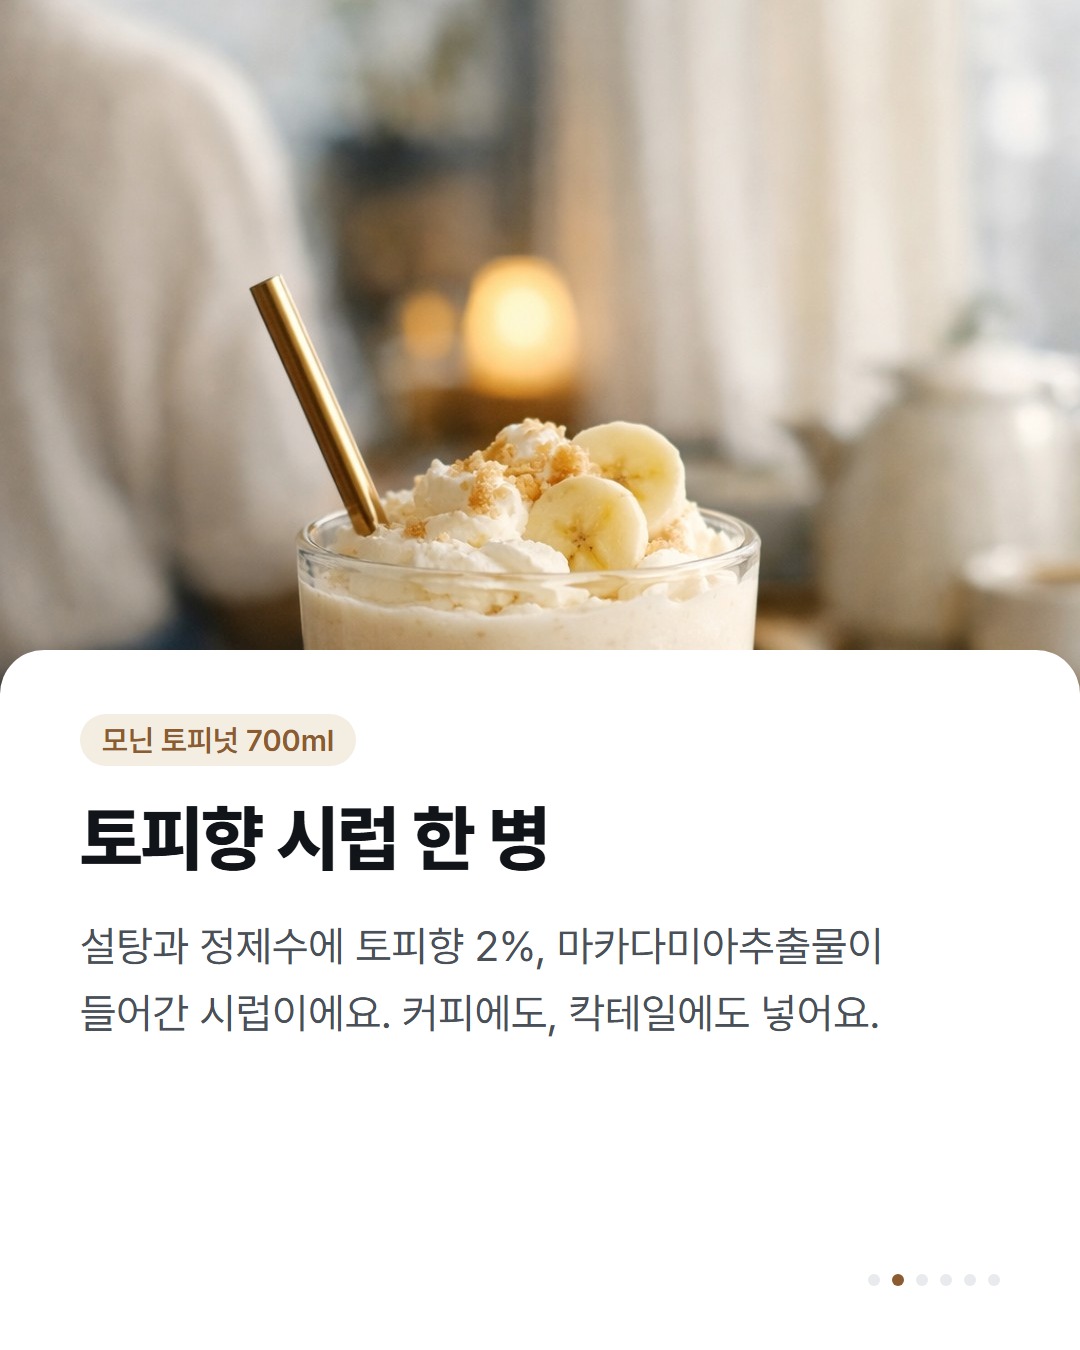 모닌 토피넛 700ml
토피향 시럽 한 병
설탕과 정제수에 토피향 2%, 마카다미아추출물이
들어간 시럽이에요. 커피에도, 칵테일에도 넣어요.